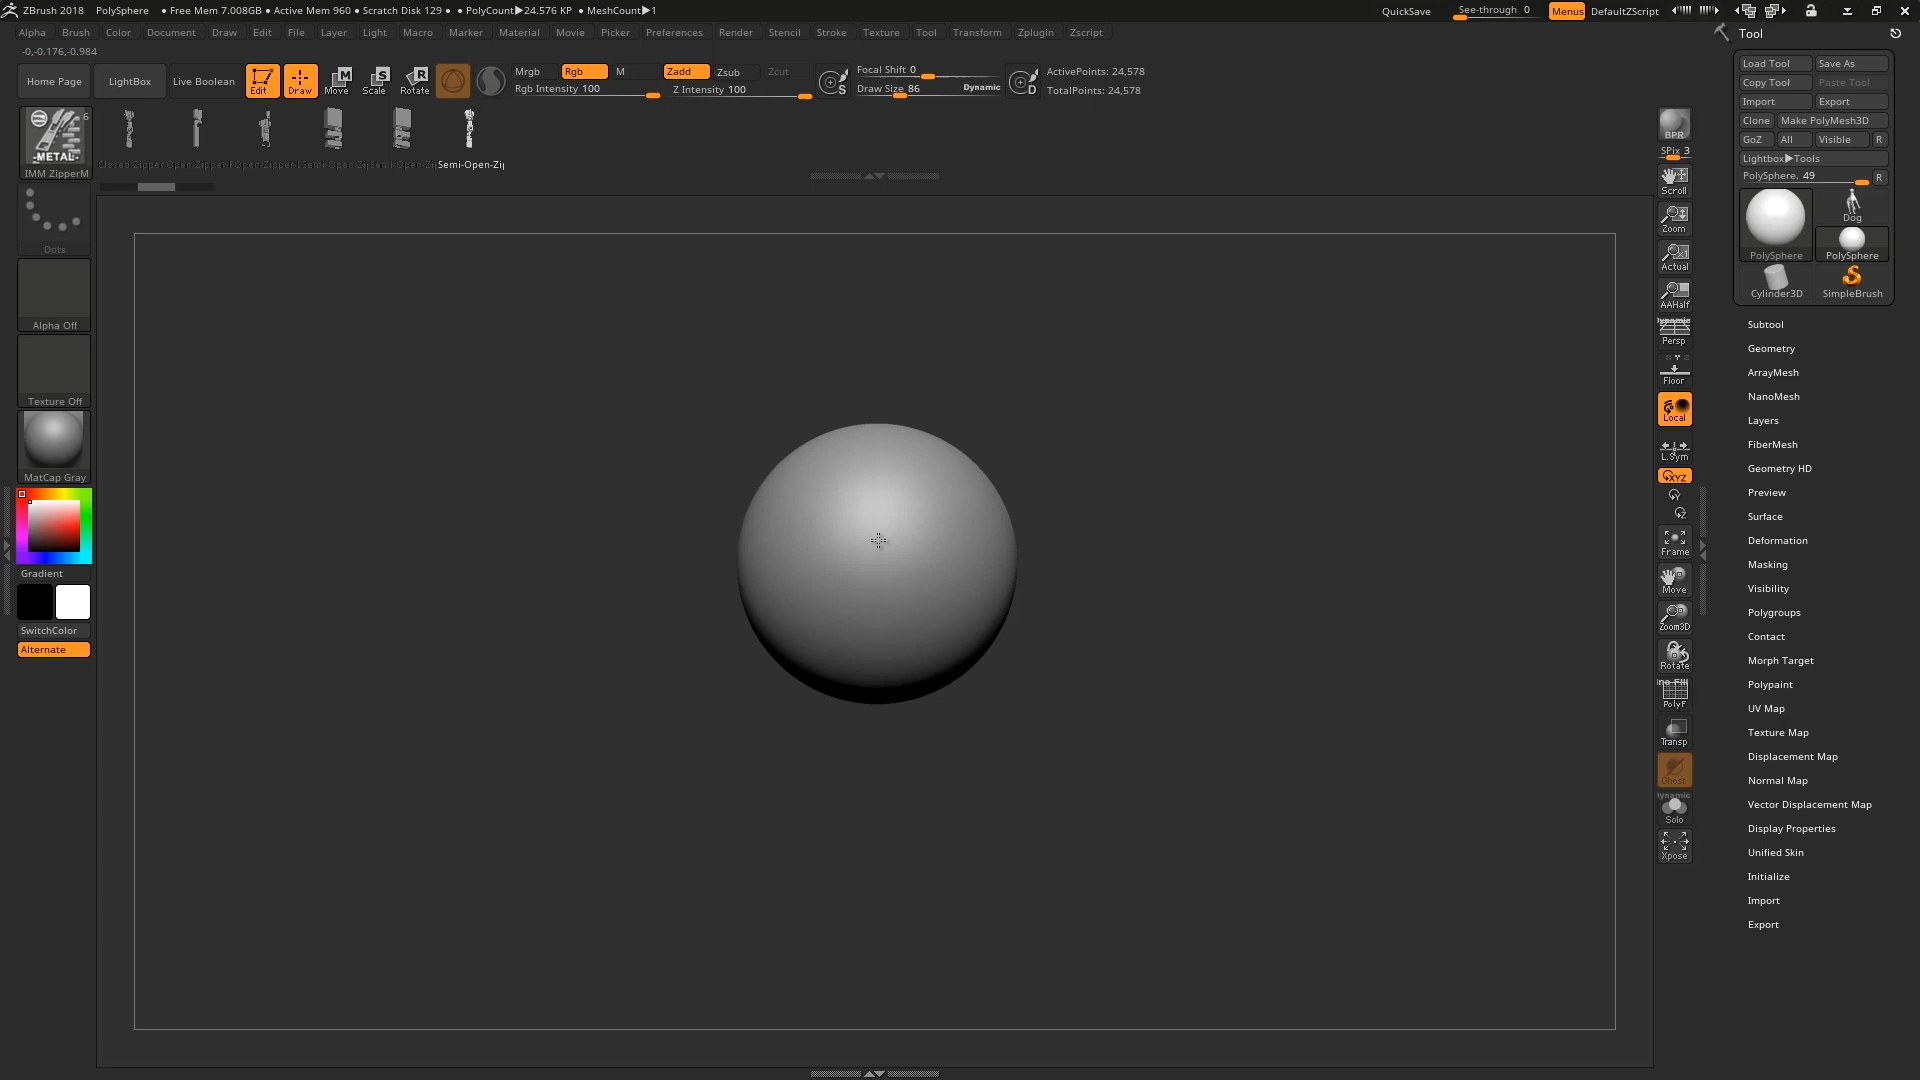 ZBrush 2018 PolySphere • Free Mem 7.008GB • Active Mem 960 • Scratch Disk 129 • • PolyCount▶24.576 KP • MeshCount▶1 QuickSave See-through 0 Menus DefaultZScript
Alpha Brush Color Document Draw Edit File Layer Light Macro Marker Material Movie Picker Preferences Render Stencil Stroke Texture Tool Transform Zplugin Zscript
Tool
-0,-0.176,-0.984
Home Page LightBox Live Boolean Edit Draw Move Scale Rotate
Mrgb Rgb M Zadd Zsub Zcut
Rgb Intensity 100 Z Intensity 100
Focal Shift 0
Draw Size 86 Dynamic
S
D
ActivePoints: 24,578
TotalPoints: 24,578
M
S
R
Load Tool Save As
Copy Tool Paste Tool
Import Export
Clone Make PolyMesh3D
GoZ All Visible R
Lightbox▶Tools
PolySphere. 49 R
PolySphere
Dog
PolySphere
Cylinder3D
SimpleBrush
6
-METAL-
IMM ZipperM
Semi-Open-Zip
Dots
Alpha Off
Texture Off
MatCap Gray
Gradient
SwitchColor
Alternate
BPR
SPix 3
Scroll
Zoom
Actual
AAHalf
Dynamic
Persp
Floor
Local
L.Sym
XYZ
Y
Z
Frame
Move
Zoom3D
Rotate
PolyF
Transp
Ghost
Dynamic
Solo
Xpose
Subtool
Geometry
ArrayMesh
NanoMesh
Layers
FiberMesh
Geometry HD
Preview
Surface
Deformation
Masking
Visibility
Polygroups
Contact
Morph Target
Polypaint
UV Map
Texture Map
Displacement Map
Normal Map
Vector Displacement Map
Display Properties
Unified Skin
Initialize
Import
Export